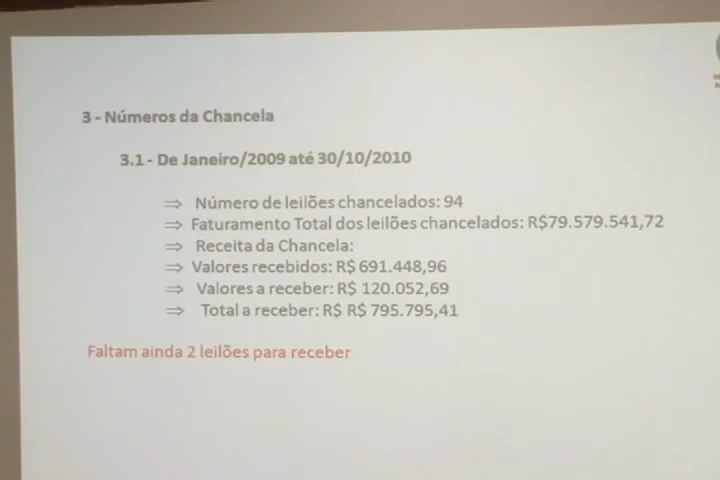 3 - Números da Chancela
3.1 - De Janeiro/2009 até 30/10/2010
⇒ Número de leilões chancelados: 94
⇒ Faturamento Total dos leilões chancelados: R$79.579.541,72
⇒ Receita da Chancela:
⇒ Valores recebidos: R$ 691.448,96
⇒ Valores a receber: R$ 120.052,69
⇒ Total a receber: R$ R$ 795.795,41
Faltam ainda 2 leilões para receber